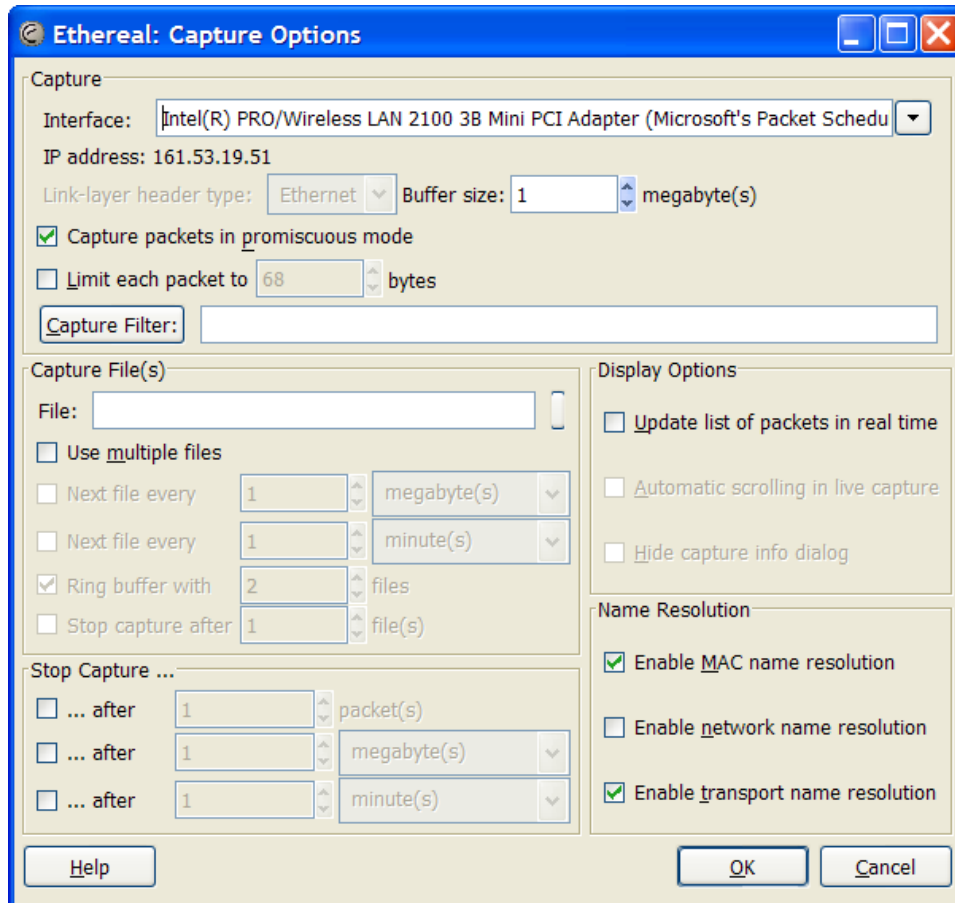 Ethereal: Capture Options
Capture
Interface: Intel(R) PRO/Wireless LAN 2100 3B Mini PCI Adapter (Microsoft's Packet Schedu
IP address: 161.53.19.51
Link-layer header type: Ethernet Buffer size: 1 megabyte(s)
Capture packets in promiscuous mode
Limit each packet to 68 bytes
Capture Filter:
Capture File(s)
File:
Use multiple files
Next file every 1 megabyte(s)
Next file every 1 minute(s)
Ring buffer with 2 files
Stop capture after 1 file(s)
Stop Capture ...
... after 1 packet(s)
... after 1 megabyte(s)
... after 1 minute(s)
Display Options
Update list of packets in real time
Automatic scrolling in live capture
Hide capture info dialog
Name Resolution
Enable MAC name resolution
Enable network name resolution
Enable transport name resolution
Help OK Cancel